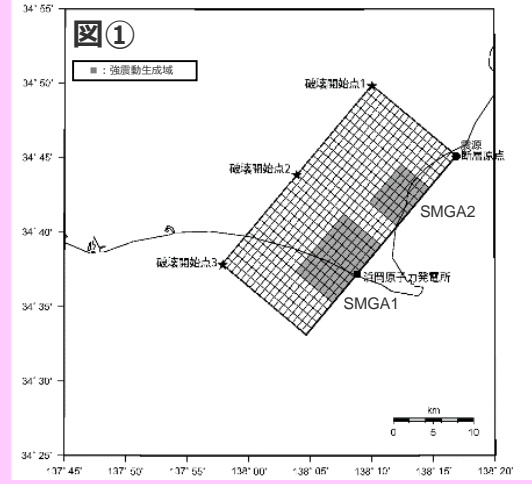 34° 55'
図①
■：強震動生成域
34° 50'
破壊開始点1
震源
34° 45'
断層原点
破壊開始点2
SMGA2
34° 40'
破壊開始点3
浜岡原子力発電所
SMGA1
34° 35'
34° 30'
km
0 5 10
34° 25'
137° 45' 137° 50' 137° 55' 138° 00' 138° 05' 138° 10' 138° 15' 138° 20'